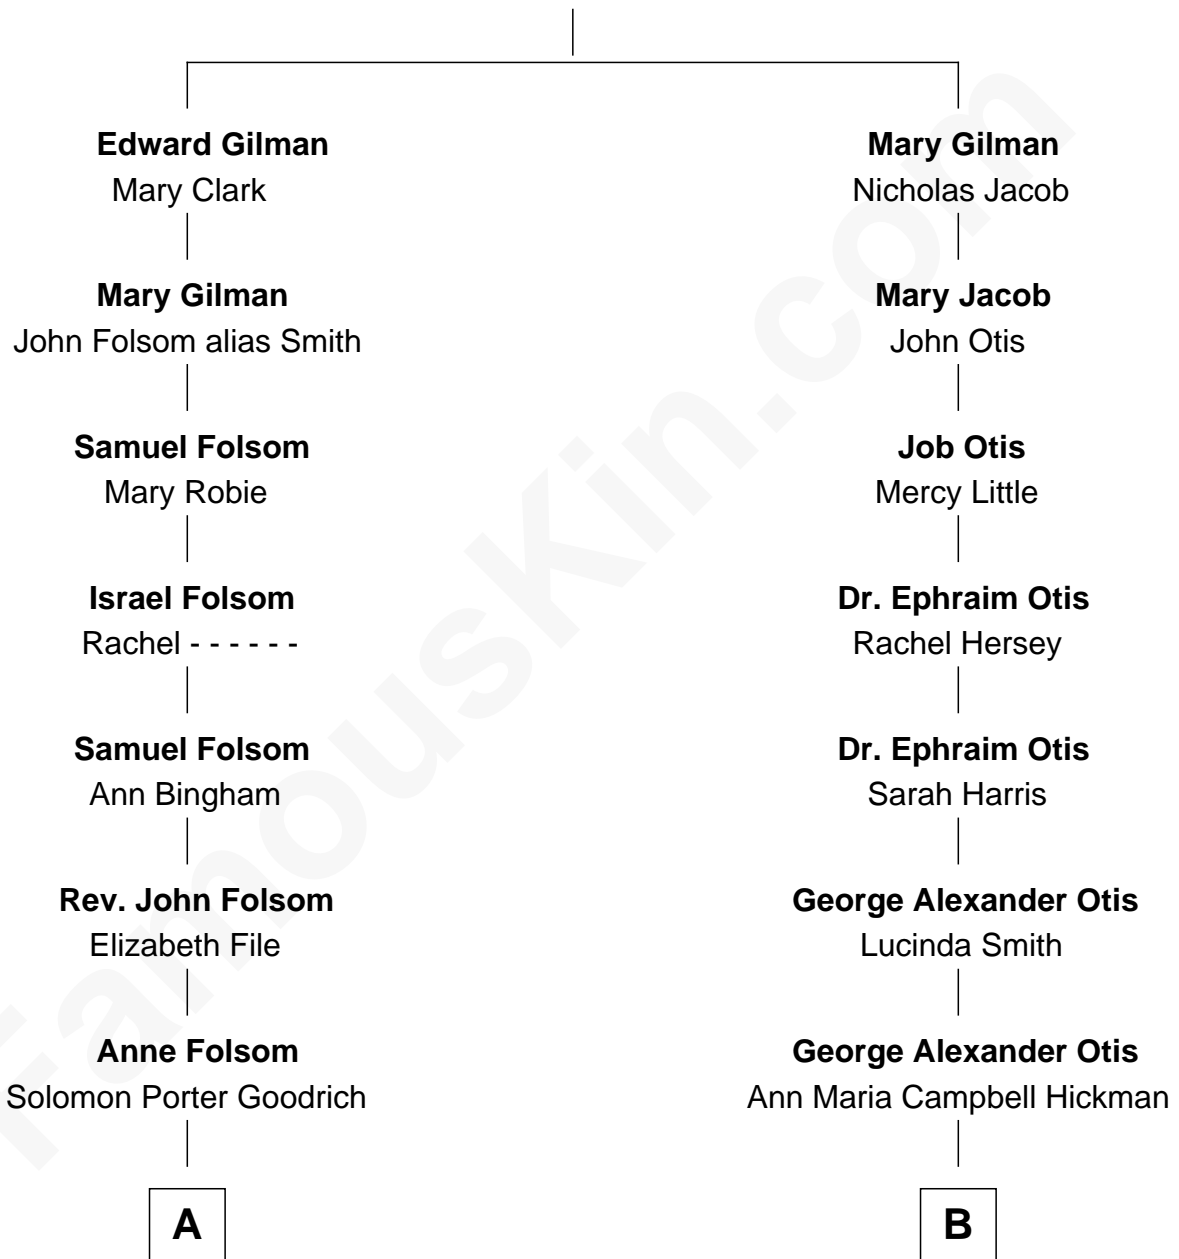 Edward Gilman
Mary Clark
Mary Gilman
John Folsom alias Smith
Samuel Folsom
Mary Robie
Israel Folsom
Rachel - - - - - -
Samuel Folsom
Ann Bingham
Rev. John Folsom
Elizabeth File
Anne Folsom
Solomon Porter Goodrich
A
Mary Gilman
Nicholas Jacob
Mary Jacob
John Otis
Job Otis
Mercy Little
Dr. Ephraim Otis
Rachel Hersey
Dr. Ephraim Otis
Sarah Harris
George Alexander Otis
Lucinda Smith
George Alexander Otis
Ann Maria Campbell Hickman
B
FamousKin.com